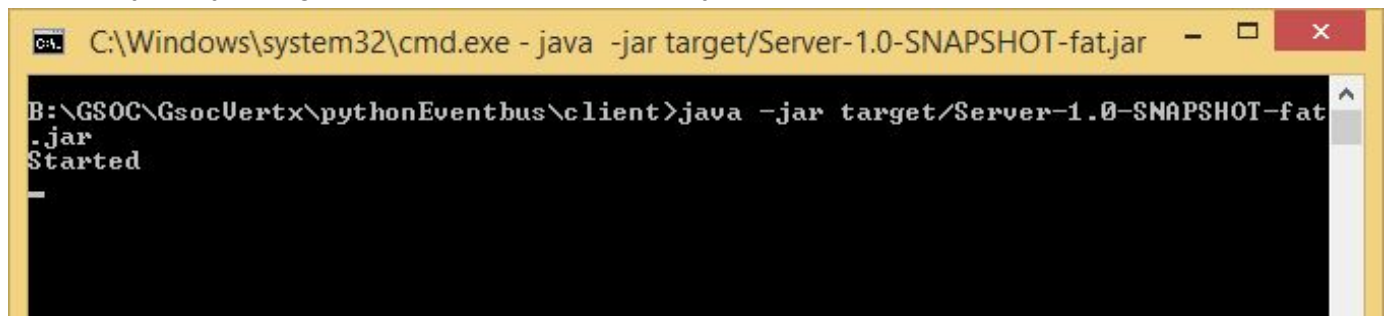 C:\Windows\system32\cmd.exe - java  -jar target/Server-1.0-SNAPSHOT-fat.jar
B:\GSOC\GsocVertx\pythonEventbus\client>java -jar target/Server-1.0-SNAPSHOT-fat
.jar
Started